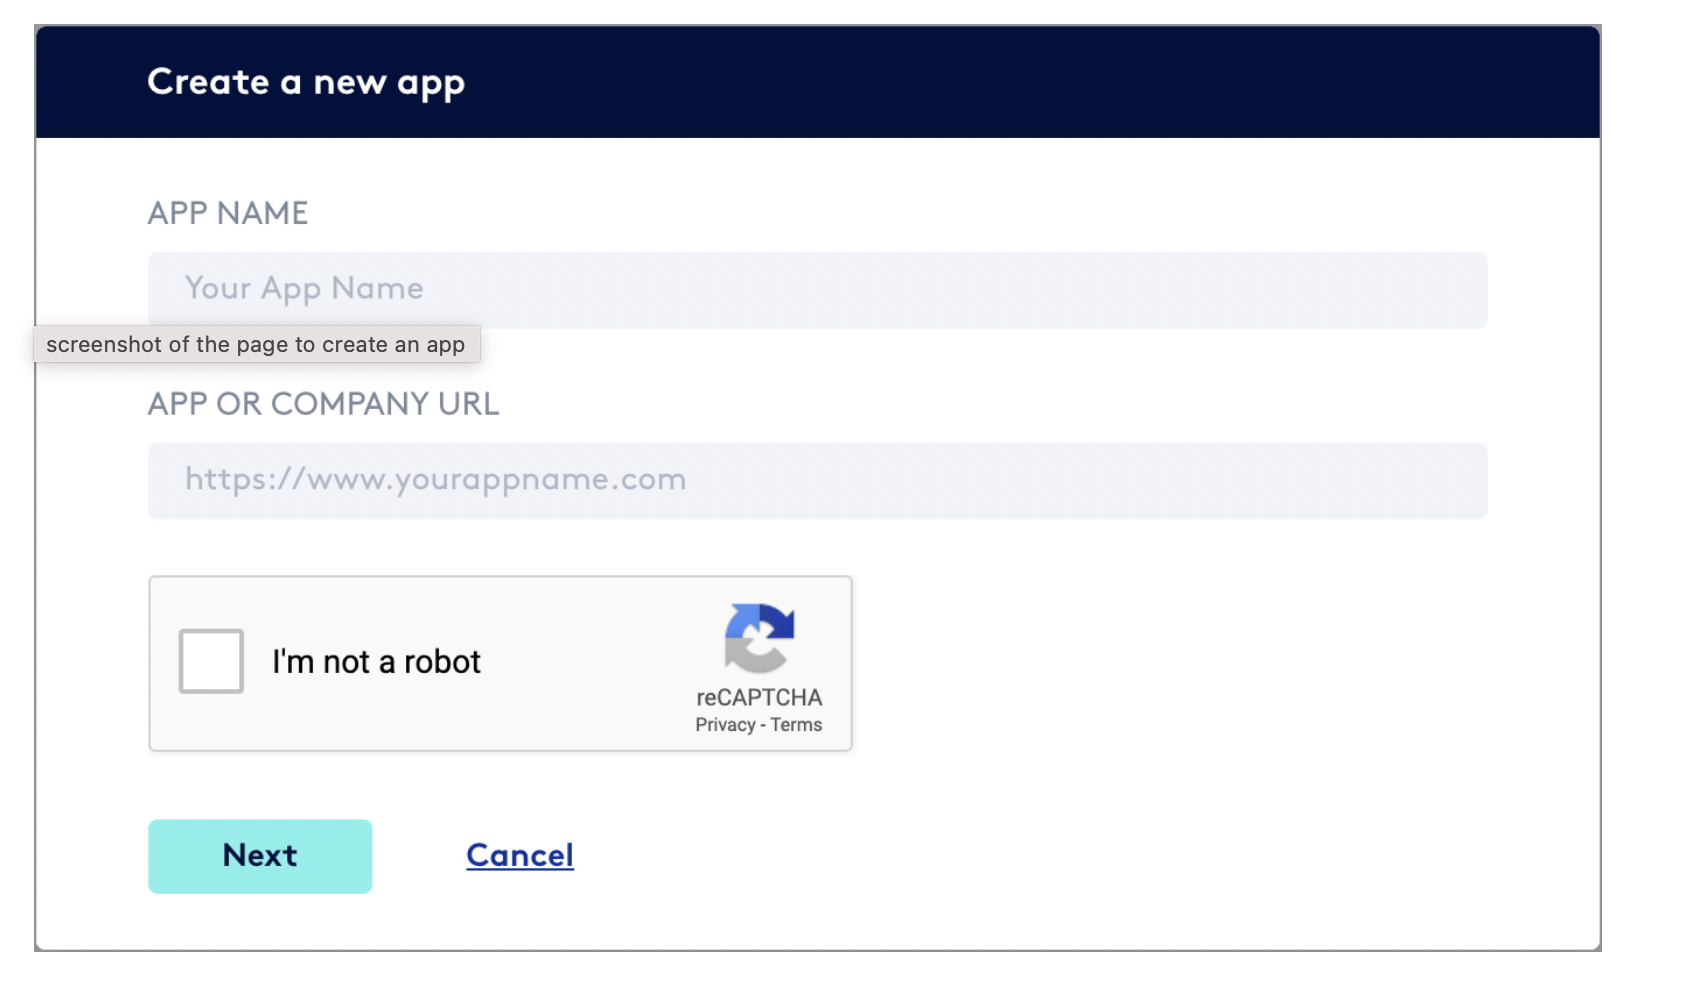 Create a new app
APP NAME
Your App Name
screenshot of the page to create an app
APP OR COMPANY URL
https://www.yourappname.com
I'm not a robot
reCAPTCHA
Privacy - Terms
Next
Cancel